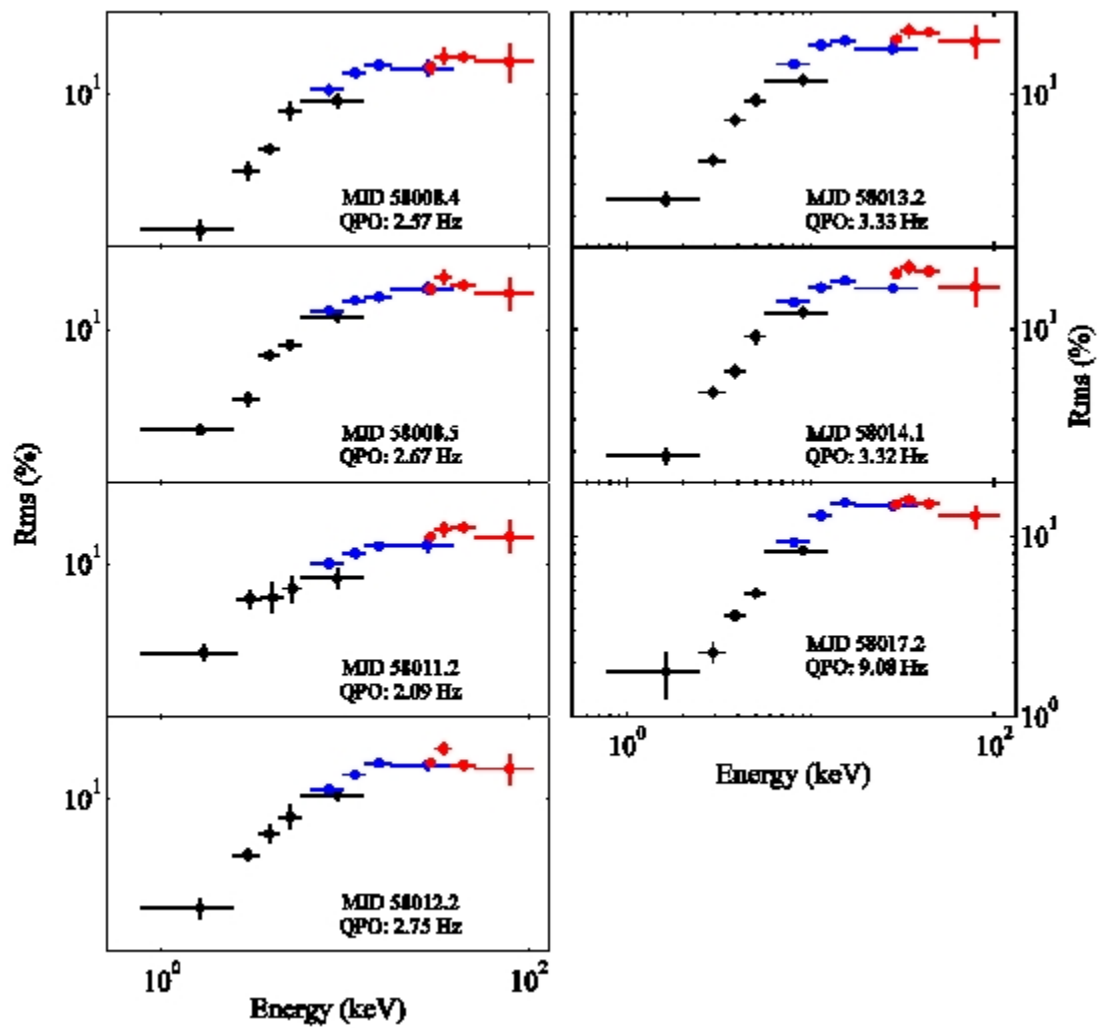 10¹
MJD 58008.4
QPO: 2.57 Hz
10¹
MJD 58008.5
QPO: 2.67 Hz
10¹
MJD 58011.2
QPO: 2.09 Hz
10¹
MJD 58012.2
QPO: 2.75 Hz
10⁰
10²
Energy (keV)
Rms (%)
MJD 58013.2
QPO: 3.33 Hz
10¹
MJD 58014.1
QPO: 3.32 Hz
10¹
MJD 58017.2
QPO: 9.08 Hz
10¹
10⁰
10⁰
10²
Energy (keV)
Rms (%)